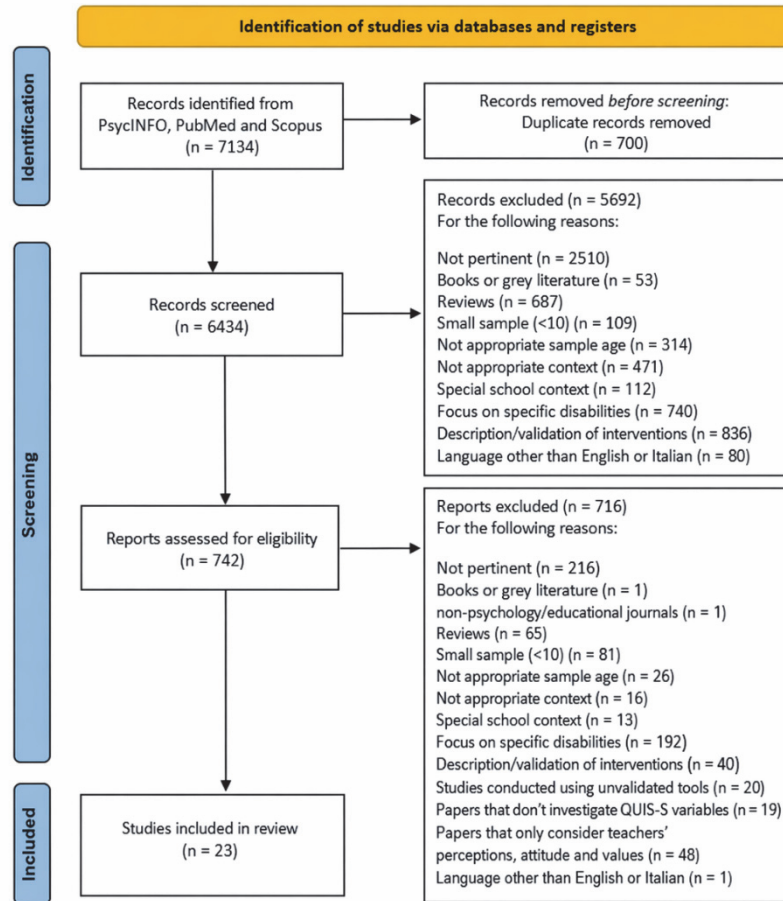 Identification of studies via databases and registers
Identification
Records identified from
PsycINFO, PubMed and Scopus
(n = 7134)
Records removed before screening:
Duplicate records removed
(n = 700)
Screening
Records screened
(n = 6434)
Records excluded (n = 5692)
For the following reasons:
Not pertinent (n = 2510)
Books or grey literature (n = 53)
Reviews (n = 687)
Small sample (<10) (n = 109)
Not appropriate sample age (n = 314)
Not appropriate context (n = 471)
Special school context (n = 112)
Focus on specific disabilities (n = 740)
Description/validation of interventions (n = 836)
Language other than English or Italian (n = 80)
Reports assessed for eligibility
(n = 742)
Reports excluded (n = 716)
For the following reasons:
Not pertinent (n = 216)
Books or grey literature (n = 1)
non-psychology/educational journals (n = 1)
Reviews (n = 65)
Small sample (<10) (n = 81)
Not appropriate sample age (n = 26)
Not appropriate context (n = 16)
Special school context (n = 13)
Focus on specific disabilities (n = 192)
Description/validation of interventions (n = 40)
Studies conducted using unvalidated tools (n = 20)
Papers that don't investigate QUIS-S variables (n = 19)
Papers that only consider teachers'
perceptions, attitude and values (n = 48)
Language other than English or Italian (n = 1)
Included
Studies included in review
(n = 23)